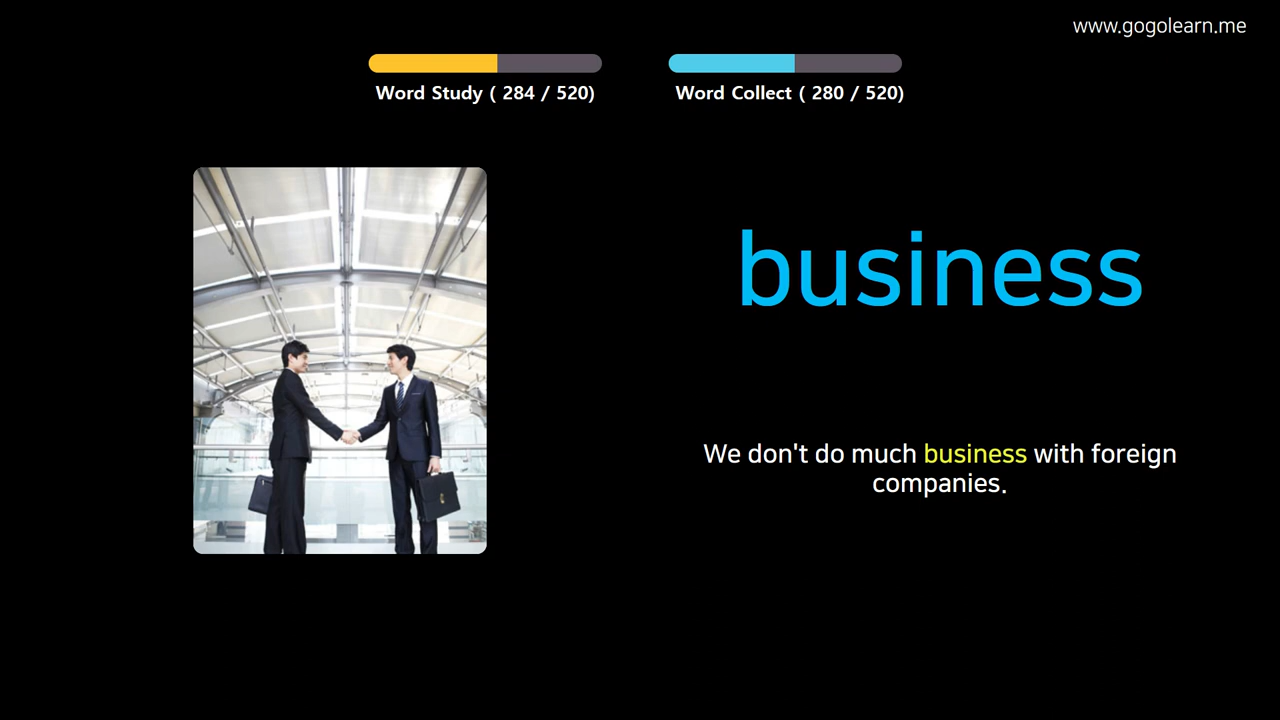 www.gogolearn.me
Word Study ( 284 / 520)
Word Collect ( 280 / 520)
business
We don't do much business with foreign
companies.